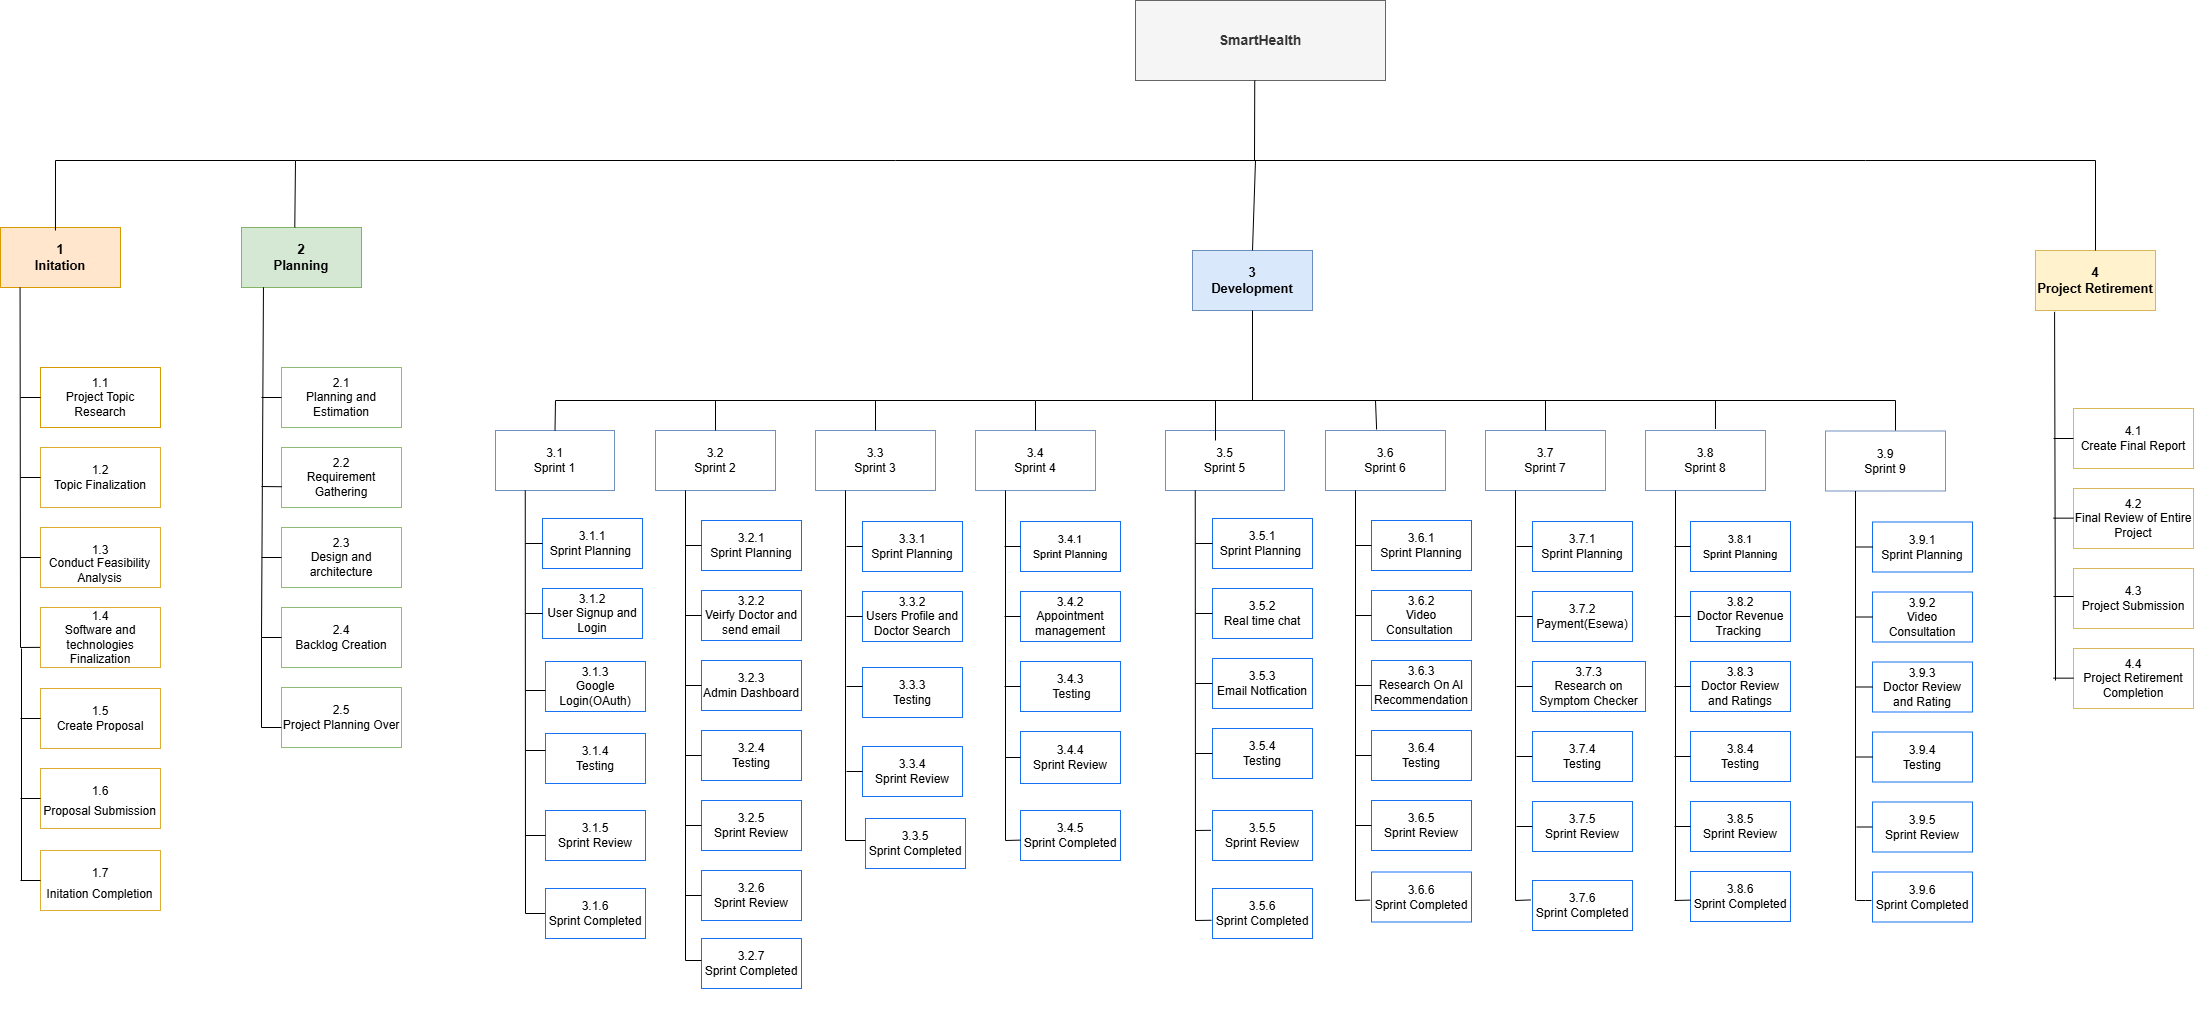 SmartHealth
1
Initation
2
Planning
3
Development
4
Project Retirement
1.1
Project Topic
Research
1.2
Topic Finalization
1.3
Conduct Feasibility
Analysis
1.4
Software and
technologies
Finalization
1.5
Create Proposal
1.6
Proposal Submission
1.7
Initation Completion
2.1
Planning and
Estimation
2.2
Requirement
Gathering
2.3
Design and
architecture
2.4
Backlog Creation
2.5
Project Planning Over
3.1
Sprint 1
3.1.1
Sprint Planning
3.1.2
User Signup and
Login
3.1.3
Google
Login(OAuth)
3.1.4
Testing
3.1.5
Sprint Review
3.1.6
Sprint Completed
3.2
Sprint 2
3.2.1
Sprint Planning
3.2.2
Veirfy Doctor and
send email
3.2.3
Admin Dashboard
3.2.4
Testing
3.2.5
Sprint Review
3.2.6
Sprint Review
3.2.7
Sprint Completed
3.3
Sprint 3
3.3.1
Sprint Planning
3.3.2
Users Profile and
Doctor Search
3.3.3
Testing
3.3.4
Sprint Review
3.3.5
Sprint Completed
3.4
Sprint 4
3.4.1
Sprint Planning
3.4.2
Appointment
management
3.4.3
Testing
3.4.4
Sprint Review
3.4.5
Sprint Completed
3.5
Sprint 5
3.5.1
Sprint Planning
3.5.2
Real time chat
3.5.3
Email Notfication
3.5.4
Testing
3.5.5
Sprint Review
3.5.6
Sprint Completed
3.6
Sprint 6
3.6.1
Sprint Planning
3.6.2
Video
Consultation
3.6.3
Research On AI
Recommendation
3.6.4
Testing
3.6.5
Sprint Review
3.6.6
Sprint Completed
3.7
Sprint 7
3.7.1
Sprint Planning
3.7.2
Payment(Esewa)
3.7.3
Research on
Symptom Checker
3.7.4
Testing
3.7.5
Sprint Review
3.7.6
Sprint Completed
3.8
Sprint 8
3.8.1
Sprint Planning
3.8.2
Doctor Revenue
Tracking
3.8.3
Doctor Review
and Ratings
3.8.4
Testing
3.8.5
Sprint Review
3.8.6
Sprint Completed
3.9
Sprint 9
3.9.1
Sprint Planning
3.9.2
Video
Consultation
3.9.3
Doctor Review
and Rating
3.9.4
Testing
3.9.5
Sprint Review
3.9.6
Sprint Completed
4.1
Create Final Report
4.2
Final Review of Entire
Project
4.3
Project Submission
4.4
Project Retirement
Completion